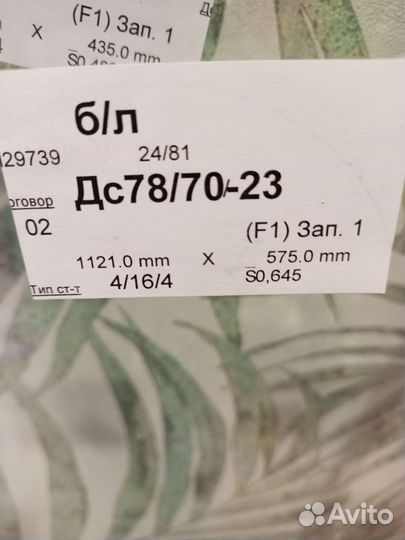 (F1) Зап. 1
X
435.0 mm
б/л
129739 24/81
оговор Дс78/70-23
02 (F1) Зап. 1
1121.0 mm X 575.0 mm
Тип ст-т 4/16/4 S0,645
Avito